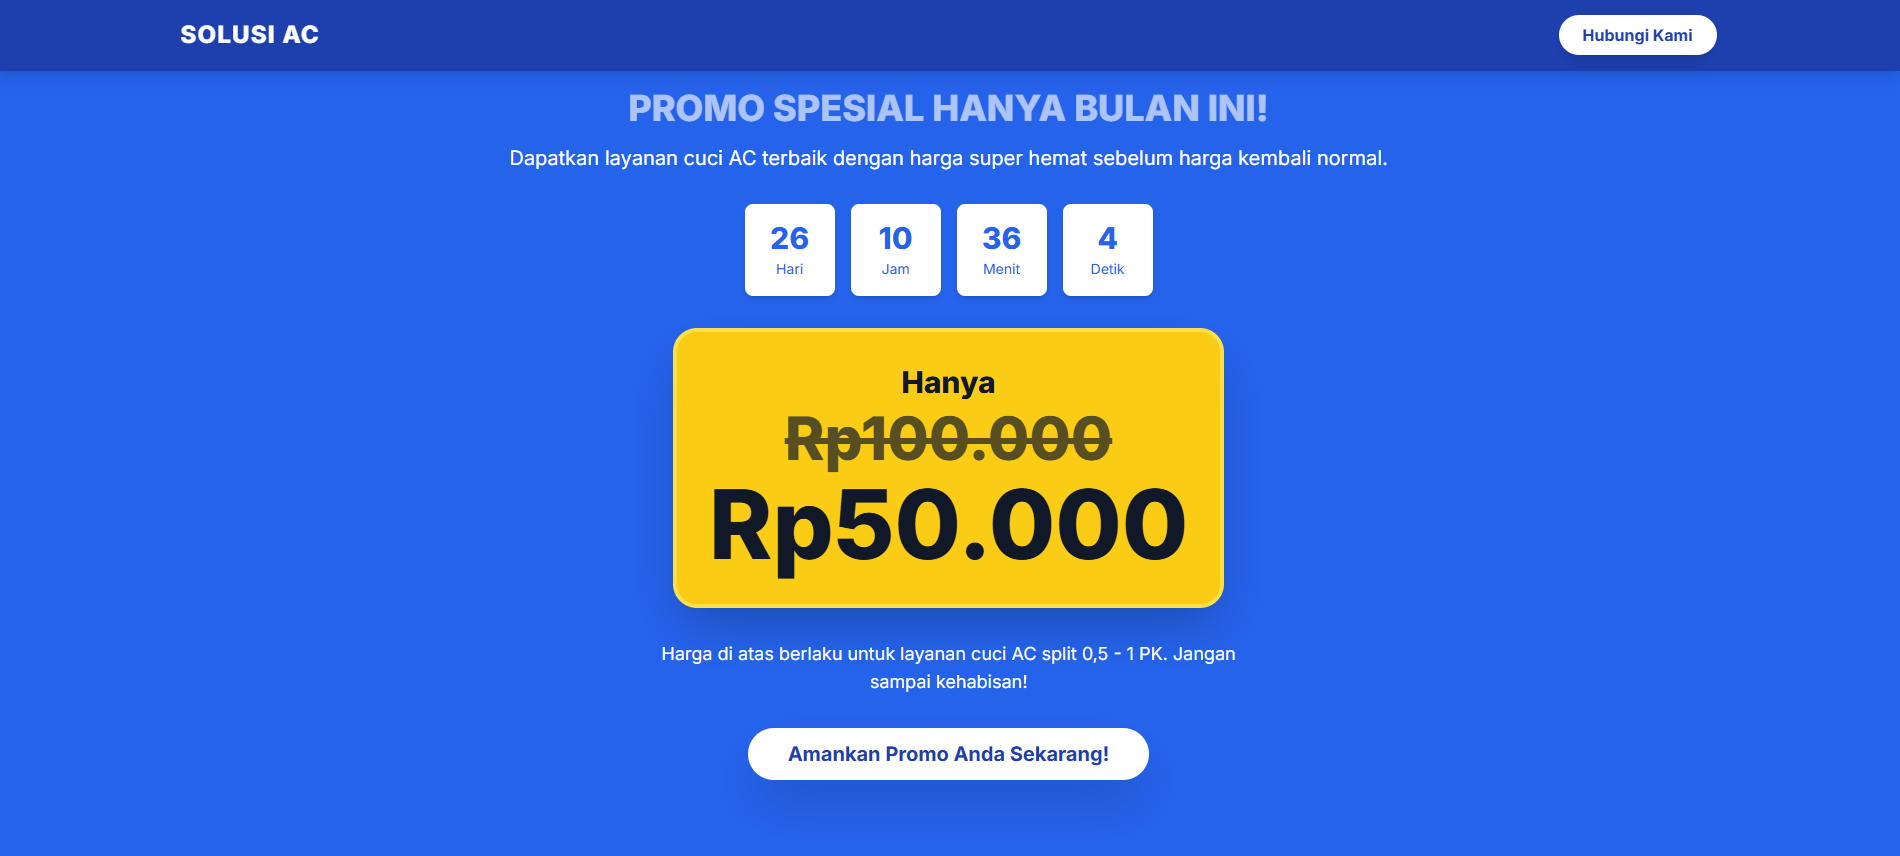 SOLUSI AC
Hubungi Kami
PROMO SPESIAL HANYA BULAN INI!
Dapatkan layanan cuci AC terbaik dengan harga super hemat sebelum harga kembali normal.
26 10 36 4
Hari Jam Menit Detik
Hanya
Rp100.000
Rp50.000
Harga di atas berlaku untuk layanan cuci AC split 0,5 - 1 PK. Jangan
sampai kehabisan!
Amankan Promo Anda Sekarang!